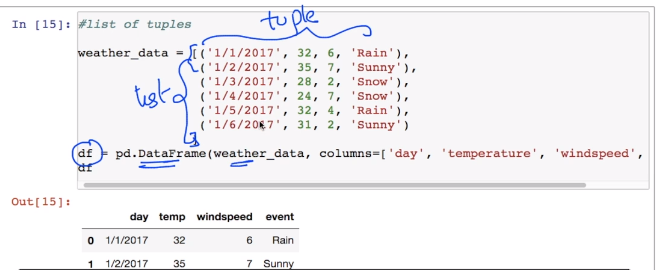 tuple
In [15]: #list of tuples
weather_data = [('1/1/2017', 32, 6, 'Rain'),
('1/2/2017', 35, 7, 'Sunny'),
list
('1/3/2017', 28, 2, 'Snow'),
('1/4/2017', 24, 7, 'Snow'),
('1/5/2017', 32, 4, 'Rain'),
('1/6/2017', 31, 2, 'Sunny')
]
df = pd.DataFrame(weather_data, columns=['day', 'temperature', 'windspeed',
df
Out[15]:
day temp windspeed event
0 1/1/2017 32 6 Rain
1 1/2/2017 35 7 Sunny